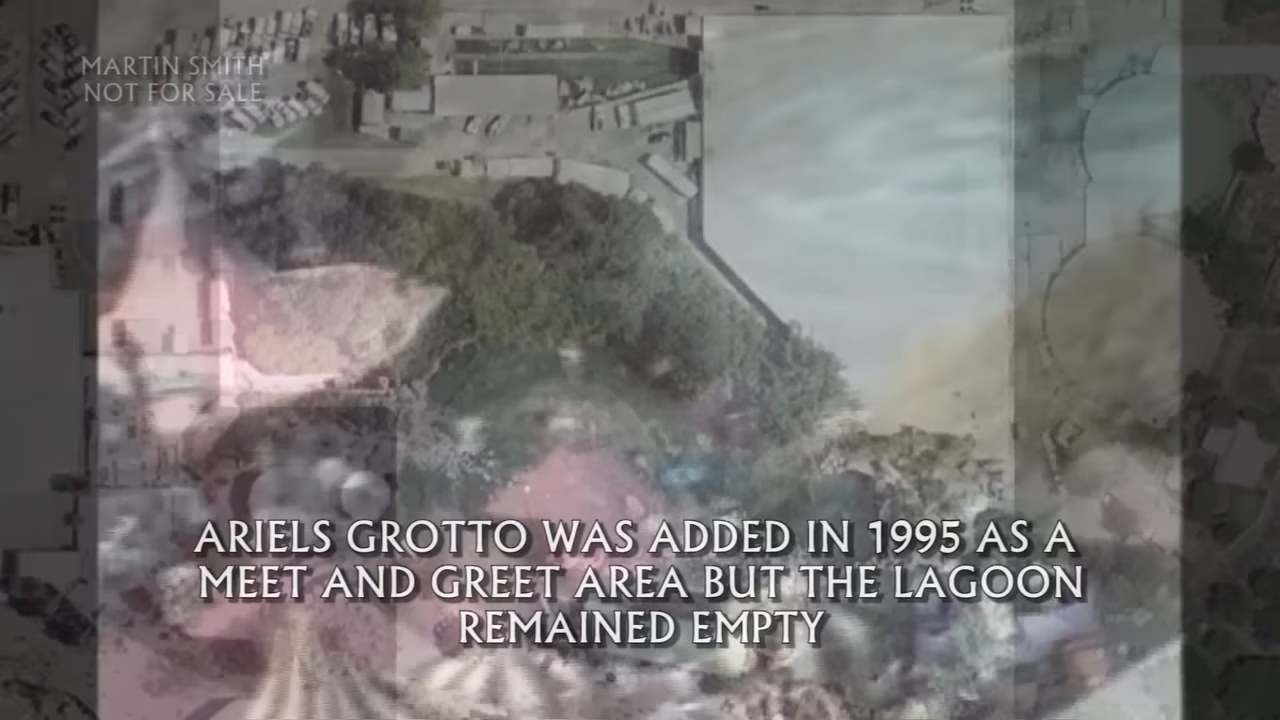 MARTIN SMITH
NOT FOR SALE
ARIELS GROTTO WAS ADDED IN 1995 AS A
MEET AND GREET AREA BUT THE LAGOON
REMAINED EMPTY